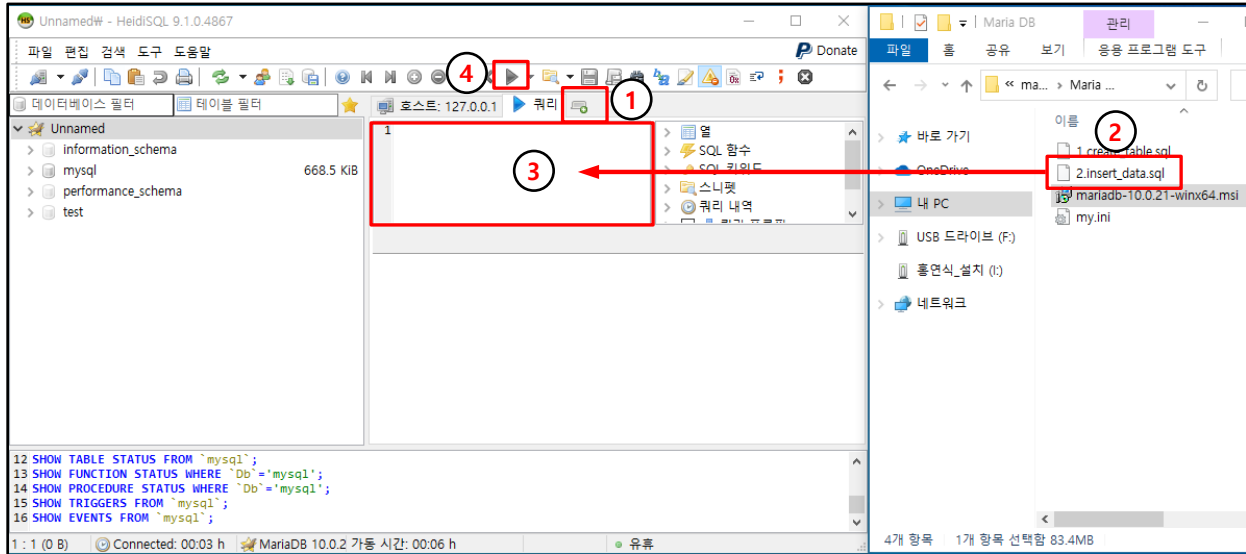 Unnamed₩ - HeidiSQL 9.1.0.4867
파일 편집 검색 도구 도움말
Donate
데이터베이스 필터
테이블 필터
호스트: 127.0.0.1
쿼리
4
1
Unnamed
information_schema
mysql 668.5 KiB
performance_schema
test
1
3
열
SQL 함수
SQL 키워드
스니펫
쿼리 내역
12 SHOW TABLE STATUS FROM `mysql`;
13 SHOW FUNCTION STATUS WHERE `Db`='mysql';
14 SHOW PROCEDURE STATUS WHERE `Db`='mysql';
15 SHOW TRIGGERS FROM `mysql`;
16 SHOW EVENTS FROM `mysql`;
1 : 1 (0 B)
Connected: 00:03 h
MariaDB 10.0.2 가동 시간: 00:06 h
유휴
Maria DB
관리
파일 홈 공유 보기 응용 프로그램 도구
« ma... › Maria ...
이름
2
바로 가기
OneDrive
내 PC
USB 드라이브 (F:)
홍연식_설치 (I:)
네트워크
1.create_table.sql
2.insert_data.sql
mariadb-10.0.21-winx64.msi
my.ini
4개 항목
1개 항목 선택함 83.4MB